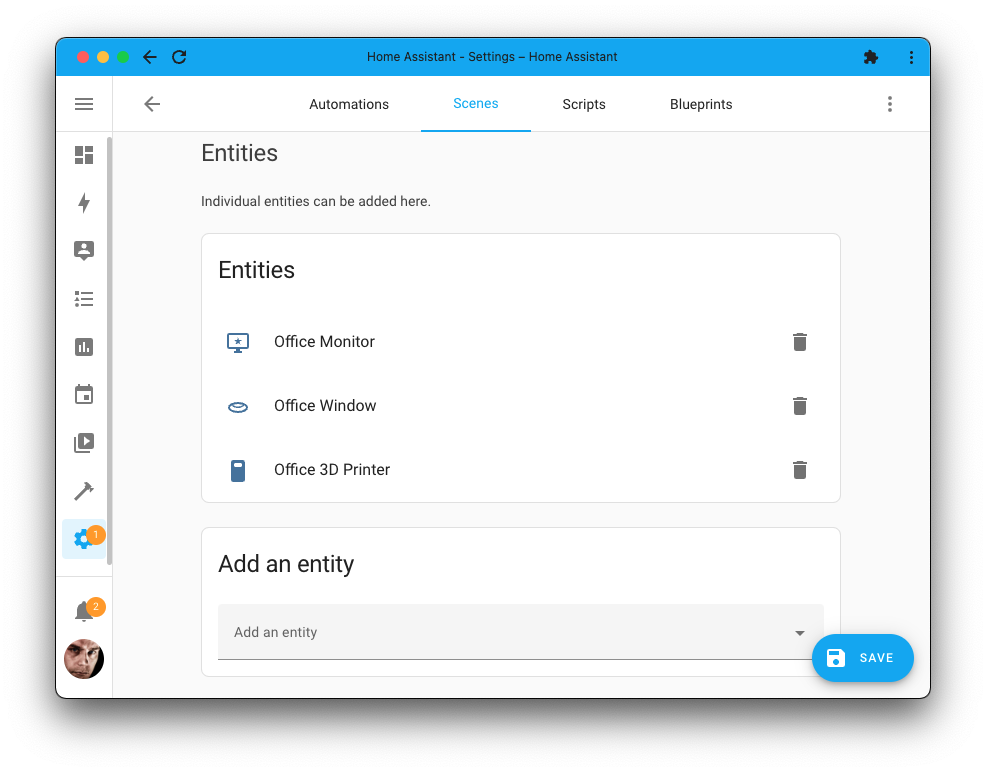 Home Assistant - Settings – Home Assistant
Automations
Scenes
Scripts
Blueprints
Entities
Individual entities can be added here.
Entities
Office Monitor
Office Window
Office 3D Printer
1
Add an entity
2
Add an entity
SAVE